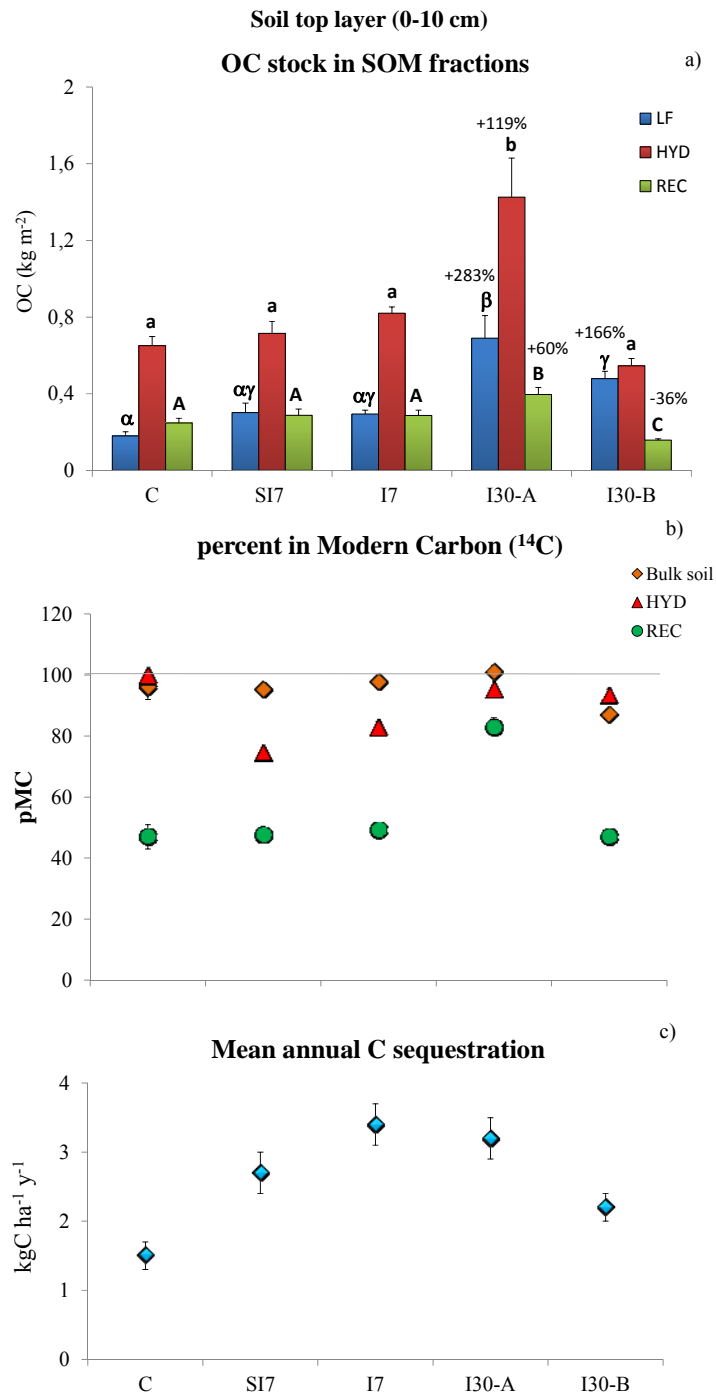 Soil top layer (0-10 cm)
OC stock in SOM fractions
a)
2
1,6
1,2
0,8
0,4
0
OC (kg m⁻²)
LF
HYD
REC
+119%
b
+283%
β
+60%
B
+166%
γ
a
-36%
C
a
α
A
a
αγ
A
a
αγ
A
C SI7 I7 I30-A I30-B
b)
percent in Modern Carbon (¹⁴C)
Bulk soil
HYD
REC
120
100
80
60
40
20
0
pMC
c)
Mean annual C sequestration
4
3
2
1
0
kgC ha⁻¹ y⁻¹
C SI7 I7 I30-A I30-B